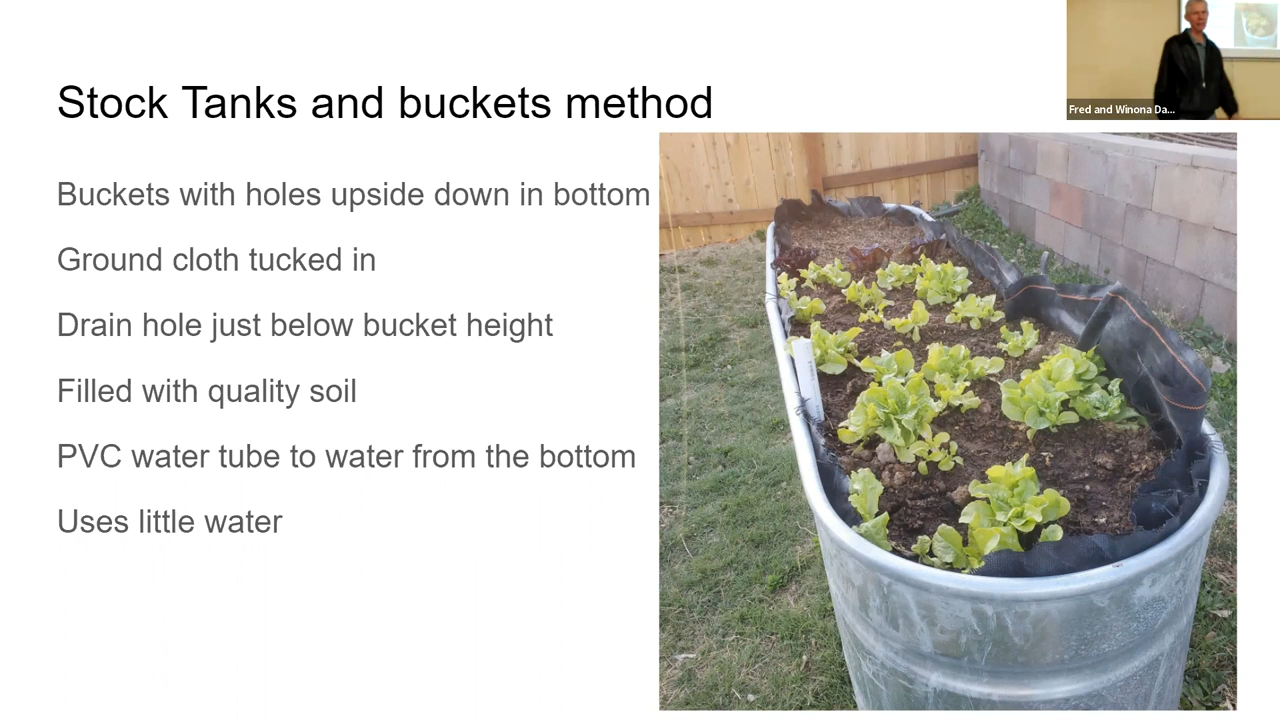 Fred and Winona Da...
Stock Tanks and buckets method
Buckets with holes upside down in bottom
Ground cloth tucked in
Drain hole just below bucket height
Filled with quality soil
PVC water tube to water from the bottom
Uses little water